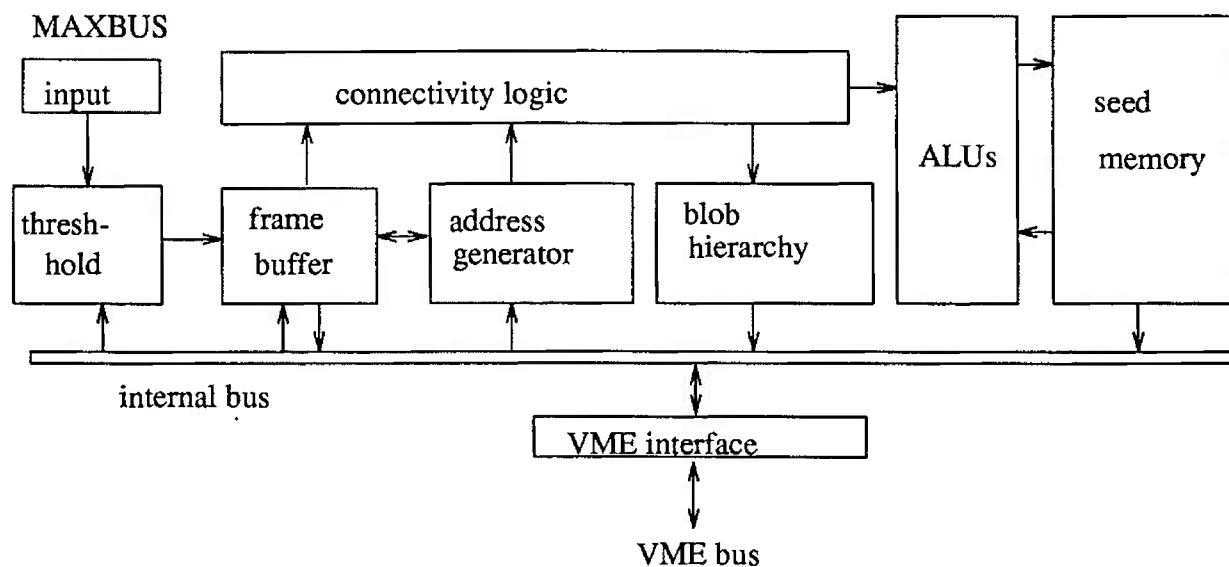 MAXBUS
input
connectivity logic
ALUs
seed
memory
thresh-
hold
frame
buffer
address
generator
blob
hierarchy
internal bus
VME interface
VME bus